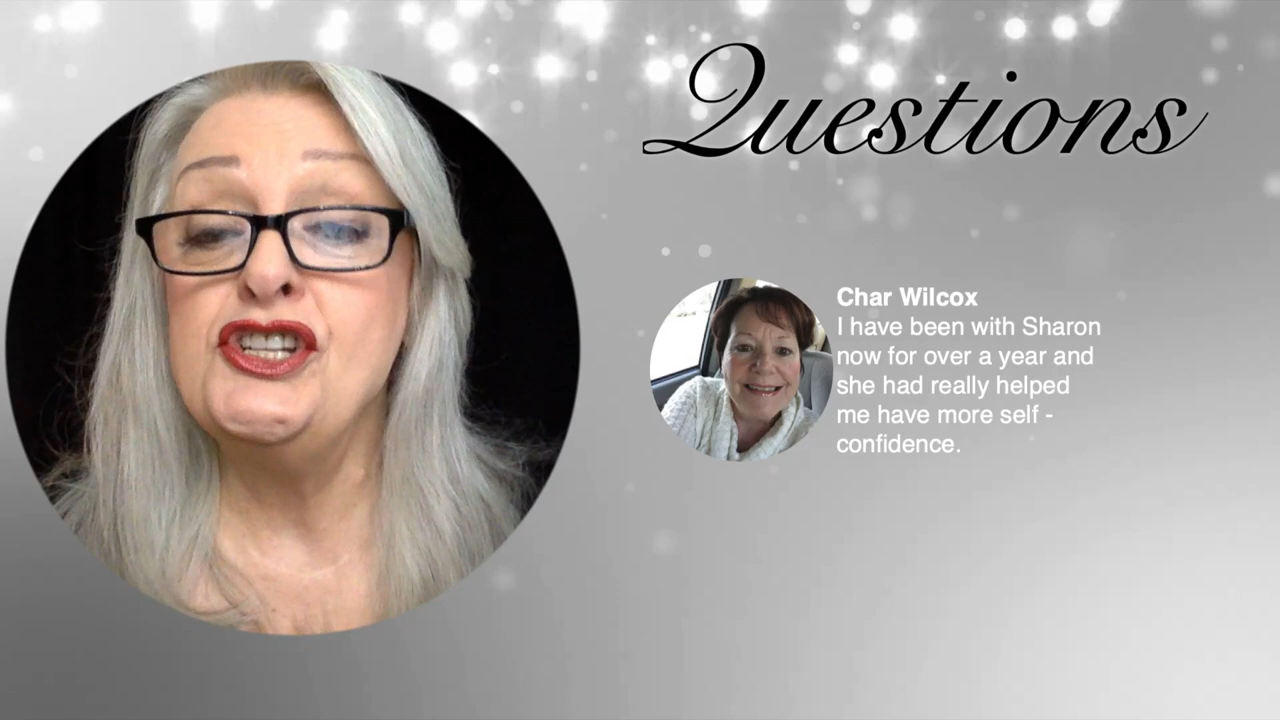 Questions
Char Wilcox
I have been with Sharon
now for over a year and
she had really helped
me have more self -
confidence.